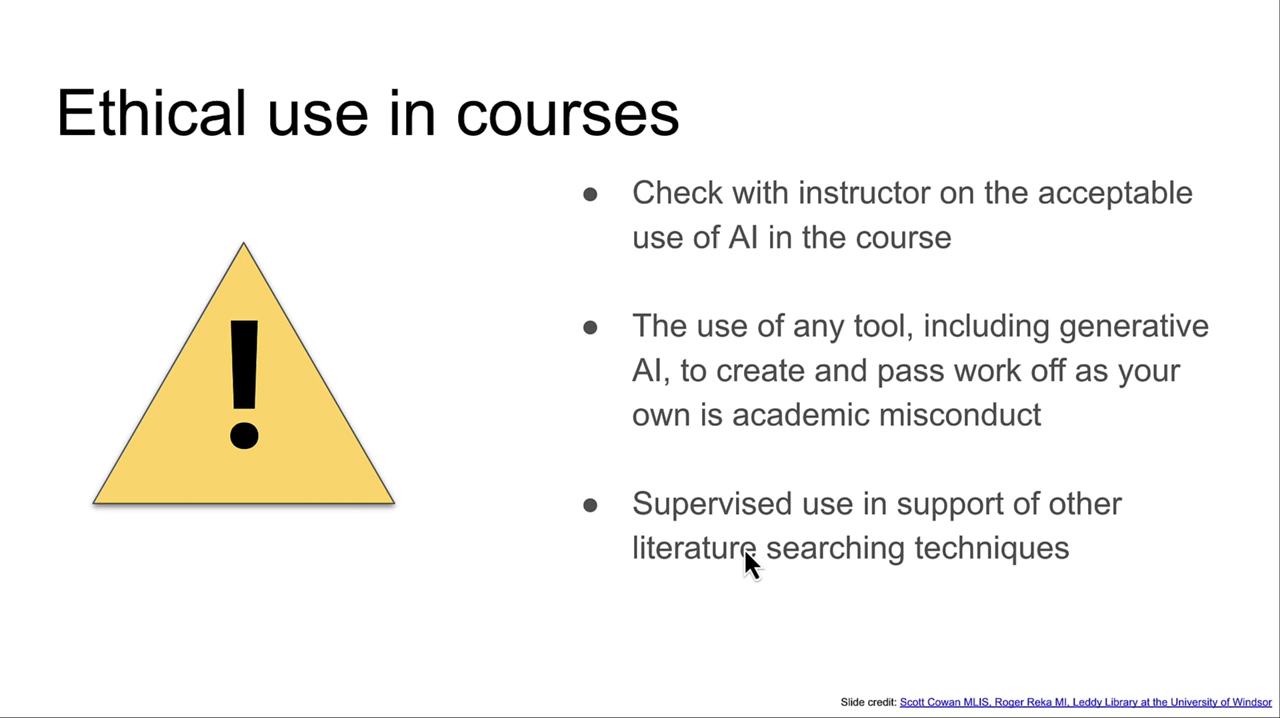 Ethical use in courses
● Check with instructor on the acceptable
use of AI in the course
● The use of any tool, including generative
AI, to create and pass work off as your
own is academic misconduct
● Supervised use in support of other
literature searching techniques
!
Slide credit: Scott Cowan MLIS, Roger Reka MI, Leddy Library at the University of Windsor